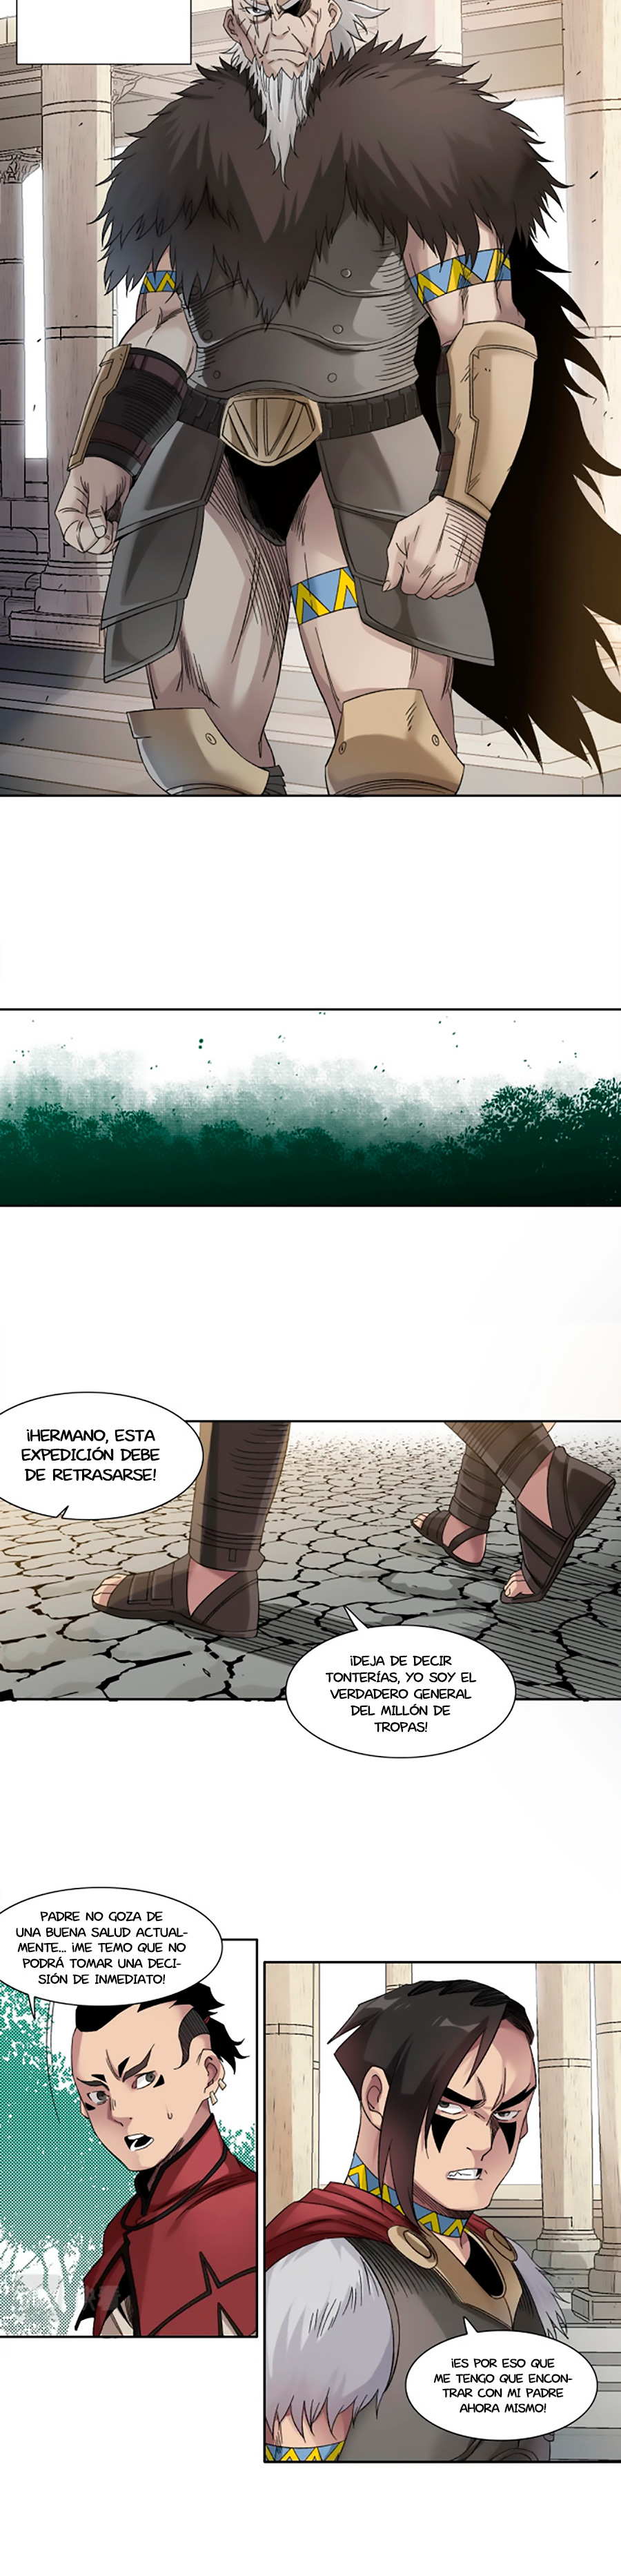 ¡HERMANO, ESTA
EXPEDICIÓN DEBE
DE RETRASARSE!
¡DEJA DE DECIR
TONTERÍAS, YO SOY EL
VERDADERO GENERAL
DEL MILLÓN DE
TROPAS!
PADRE NO GOZA DE
UNA BUENA SALUD ACTUAL-
MENTE... ¡ME TEMO QUE NO
PODRÁ TOMAR UNA DECI-
SIÓN DE INMEDIATO!
¡ES POR ESO QUE
ME TENGO QUE ENCON-
TRAR CON MI PADRE
AHORA MISMO!